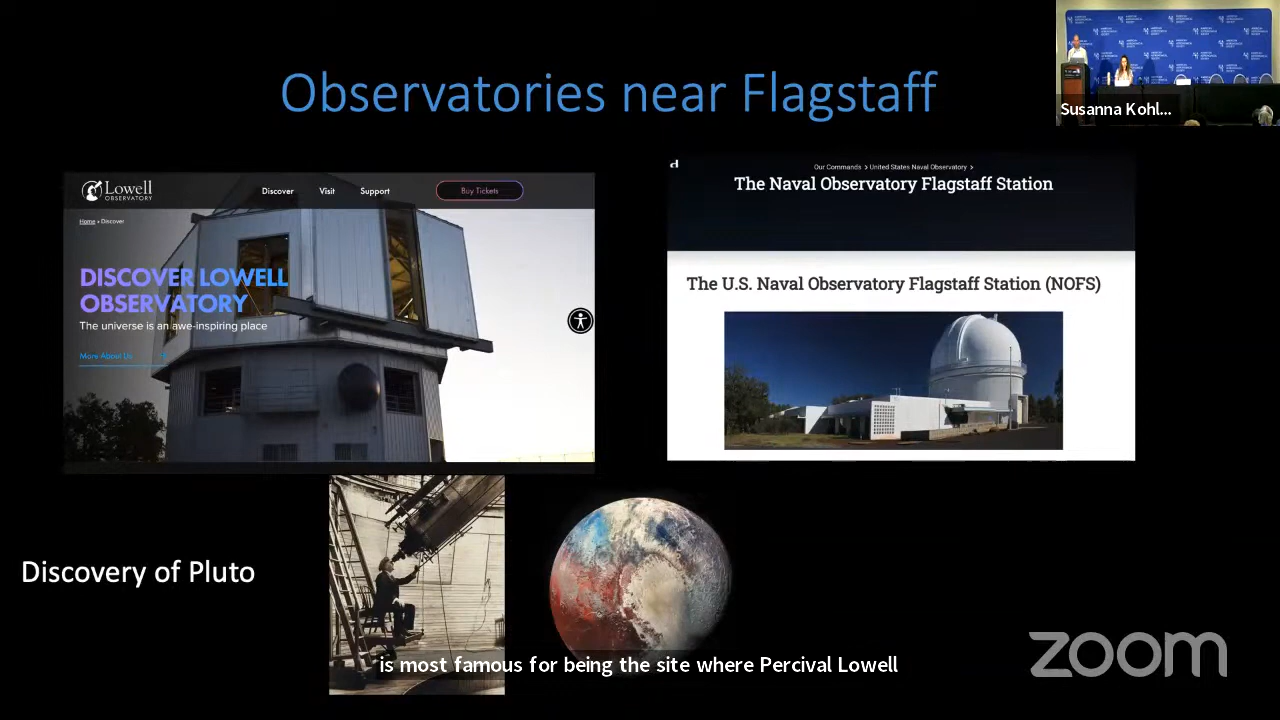 Observatories near Flagstaff
Susanna Kohl...
Lowell
OBSERVATORY
Discover Visit Support Buy Tickets
Home » Discover
DISCOVER LOWELL
OBSERVATORY
The universe is an awe-inspiring place
More About Us
Our Commands > United States Naval Observatory >
The Naval Observatory Flagstaff Station
The U.S. Naval Observatory Flagstaff Station (NOFS)
Discovery of Pluto
is most famous for being the site where Percival Lowell
zoom